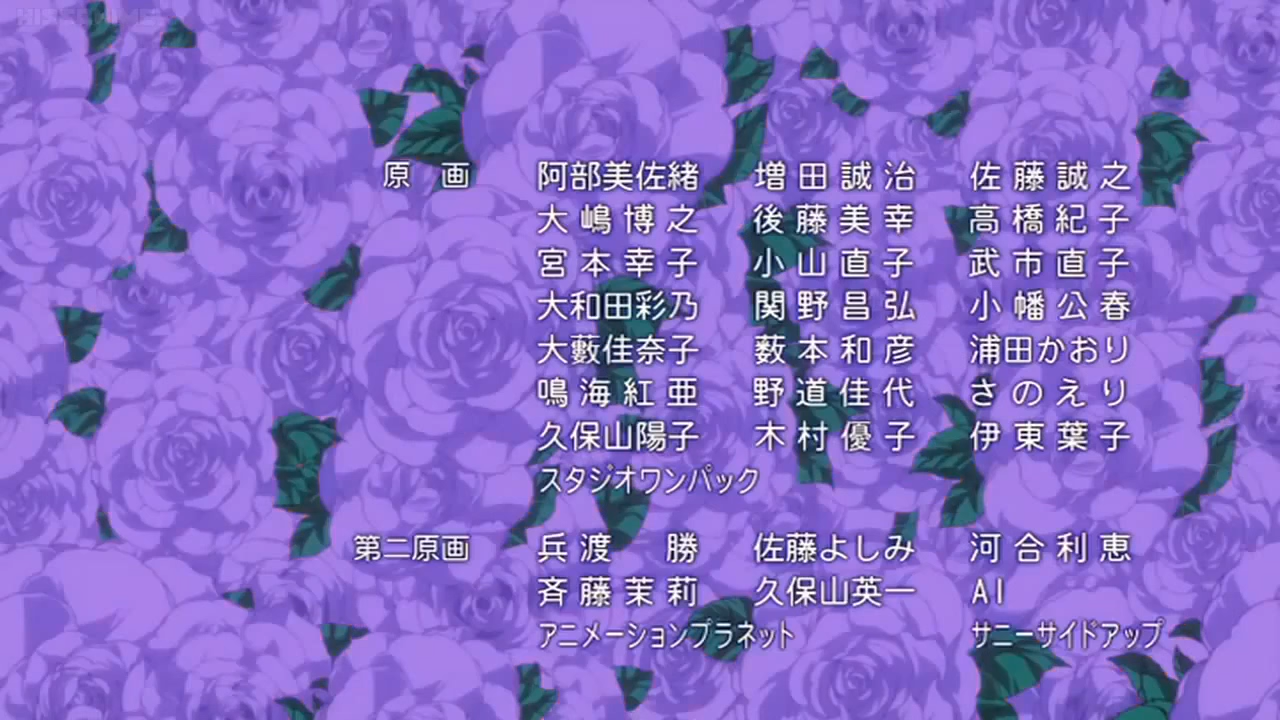 原画 阿部美佐緒 増田誠治 佐藤誠之
大嶋博之 後藤美幸 高橋紀子
宮本幸子 小山直子 武市直子
大和田彩乃 関野昌弘 小幡公春
大藪佳奈子 薮本和彦 浦田かおり
鳴海紅亜 野道佳代 さのえり
久保山陽子 木村優子 伊東葉子
スタジオワンパック
第二原画 兵渡勝 佐藤よしみ 河合利恵
斉藤茉莉 久保山英一 AI
アニメーションプラネット サニーサイドアップ